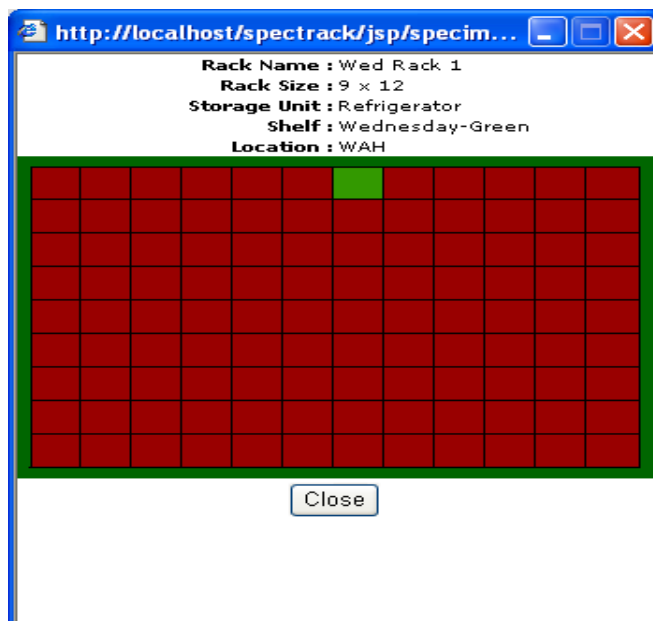 http://localhost/spectrack/jsp/specim...
Rack Name : Wed Rack 1
Rack Size : 9 x 12
Storage Unit : Refrigerator
Shelf : Wednesday-Green
Location : WAH
Close